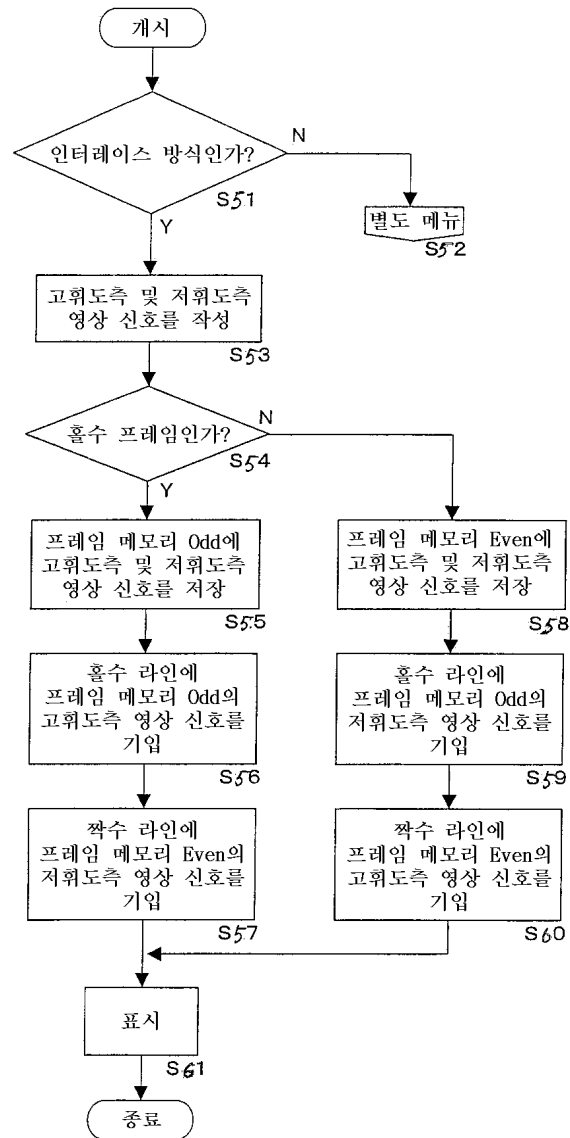 개시
인터레이스 방식인가?
N
S51
Y
별도 메뉴
S52
고휘도측 및 저휘도측
영상 신호를 작성
S53
홀수 프레임인가?
N
S54
Y
프레임 메모리 Odd에
고휘도측 및 저휘도측
영상 신호를 저장
S55
홀수 라인에
프레임 메모리 Odd의
고휘도측 영상 신호를
기입
S56
짝수 라인에
프레임 메모리 Even의
저휘도측 영상 신호를
기입
S57
프레임 메모리 Even에
고휘도측 및 저휘도측
영상 신호를 저장
S58
홀수 라인에
프레임 메모리 Odd의
저휘도측 영상 신호를
기입
S59
짝수 라인에
프레임 메모리 Even의
고휘도측 영상 신호를
기입
S60
표시
S61
종료